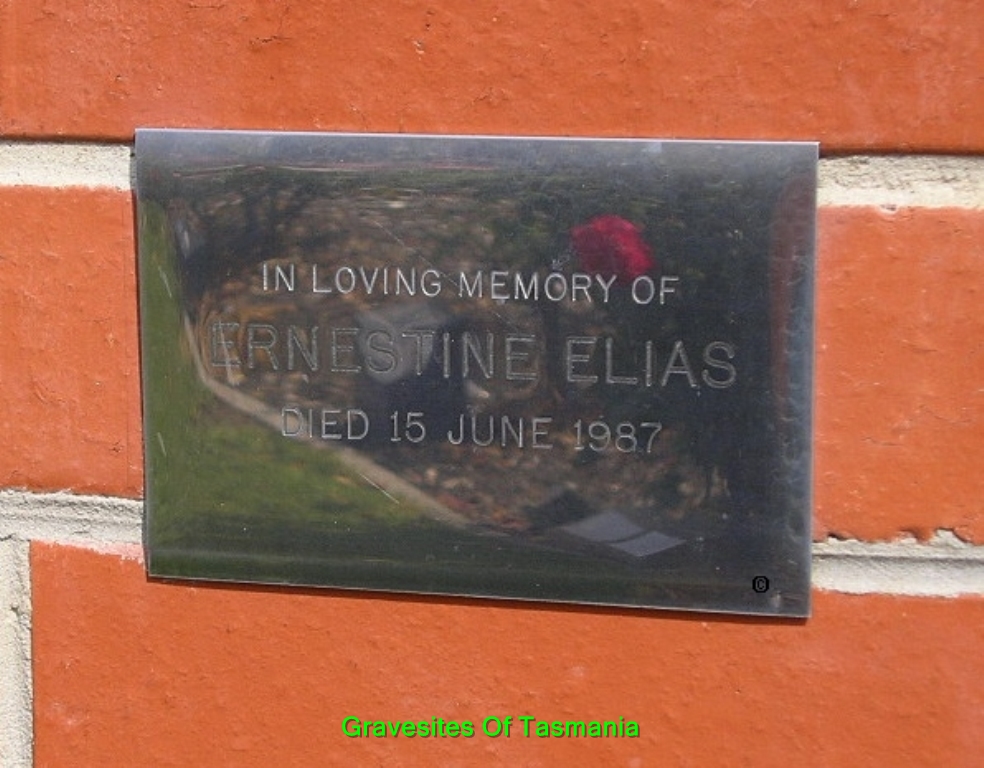 IN LOVING MEMORY OF
ERNESTINE ELIAS
DIED 15 JUNE 1987
©
Gravesites Of Tasmania